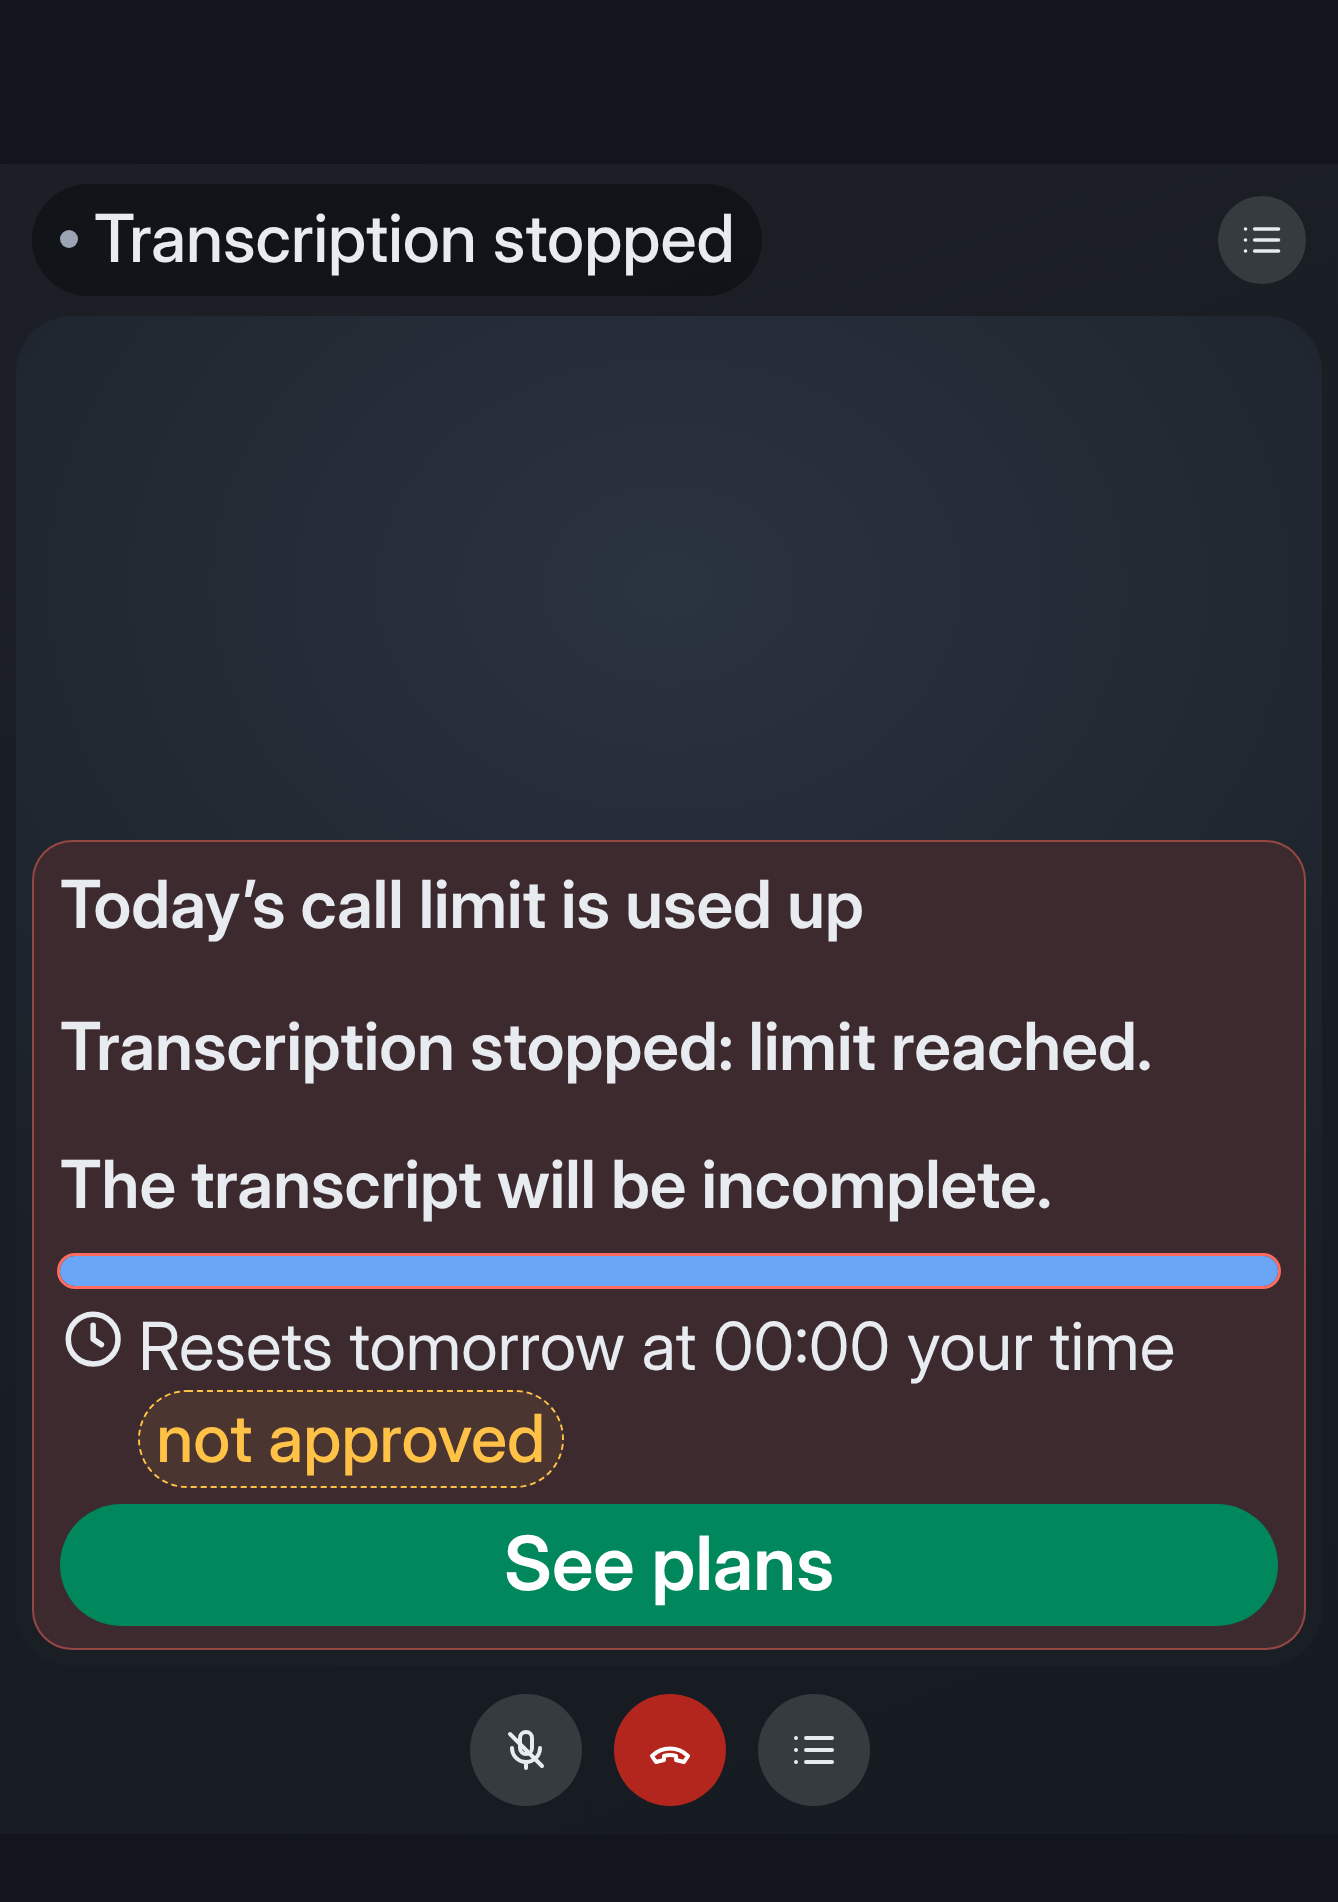 Transcription stopped
Today’s call limit is used up
Transcription stopped: limit reached.
The transcript will be incomplete.
Resets tomorrow at 00:00 your time
not approved
See plans